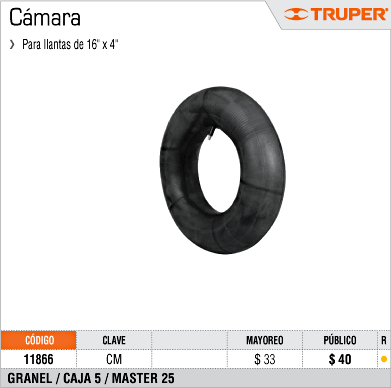 Cámara
TRUPER
❯ Para llantas de 16" x 4"
CÓDIGO CLAVE MAYOREO PÚBLICO R
11866 CM $ 33 $ 40
GRANEL / CAJA 5 / MASTER 25